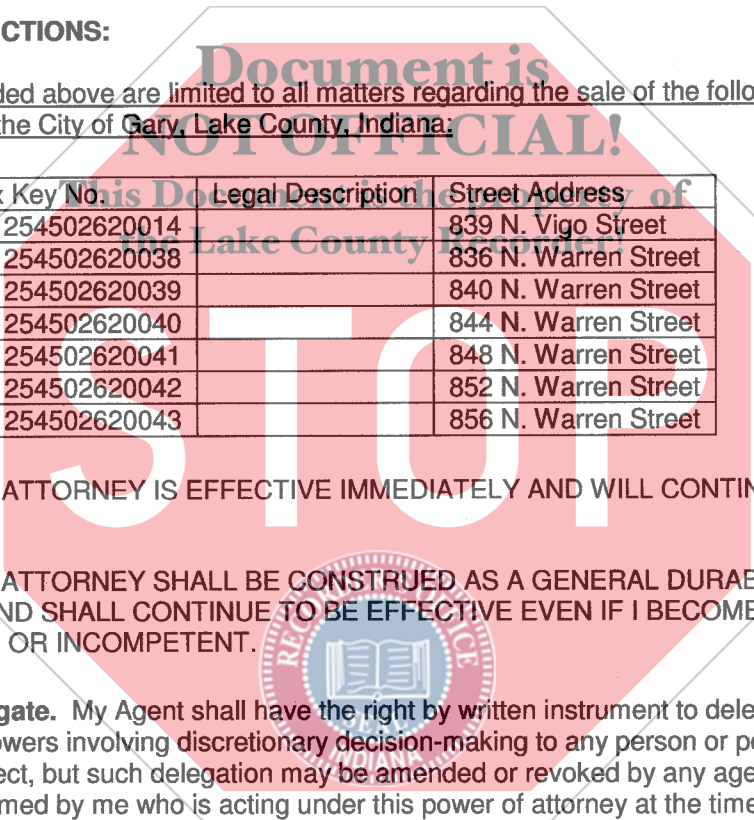 CTIONS:
ded above are limited to all matters regarding the sale of the follo
the City of Gary, Lake County, Indiana:
Document is
NOT OFFICIAL!
This Document is the property of
the Lake County Recorder!
x Key No. Legal Description Street Address
254502620014 839 N. Vigo Street
254502620038 836 N. Warren Street
254502620039 840 N. Warren Street
254502620040 844 N. Warren Street
254502620041 848 N. Warren Street
254502620042 852 N. Warren Street
254502620043 856 N. Warren Street
STOP
ATTORNEY IS EFFECTIVE IMMEDIATELY AND WILL CONTIN
ATTORNEY SHALL BE CONSTRUED AS A GENERAL DURAB
ND SHALL CONTINUE TO BE EFFECTIVE EVEN IF I BECOME
OR INCOMPETENT.
gate. My Agent shall have the right by written instrument to dele
owers involving discretionary decision-making to any person or pe
ect, but such delegation may be amended or revoked by any age
med by me who is acting under this power of attorney at the time
INDIANA